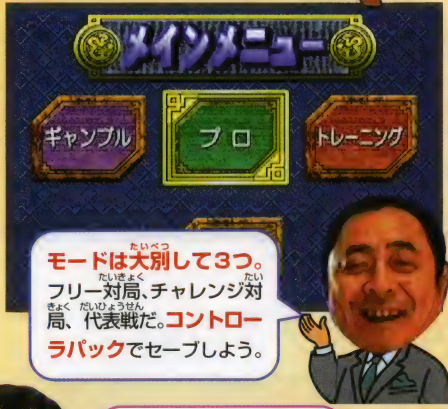 メインメニュー
ギャンブル
プロ
トレーニング
モードは大別して3つ。
フリー対局、チャレンジ対
局、代表戦だ。コントロー
ラパックでセーブしよう。